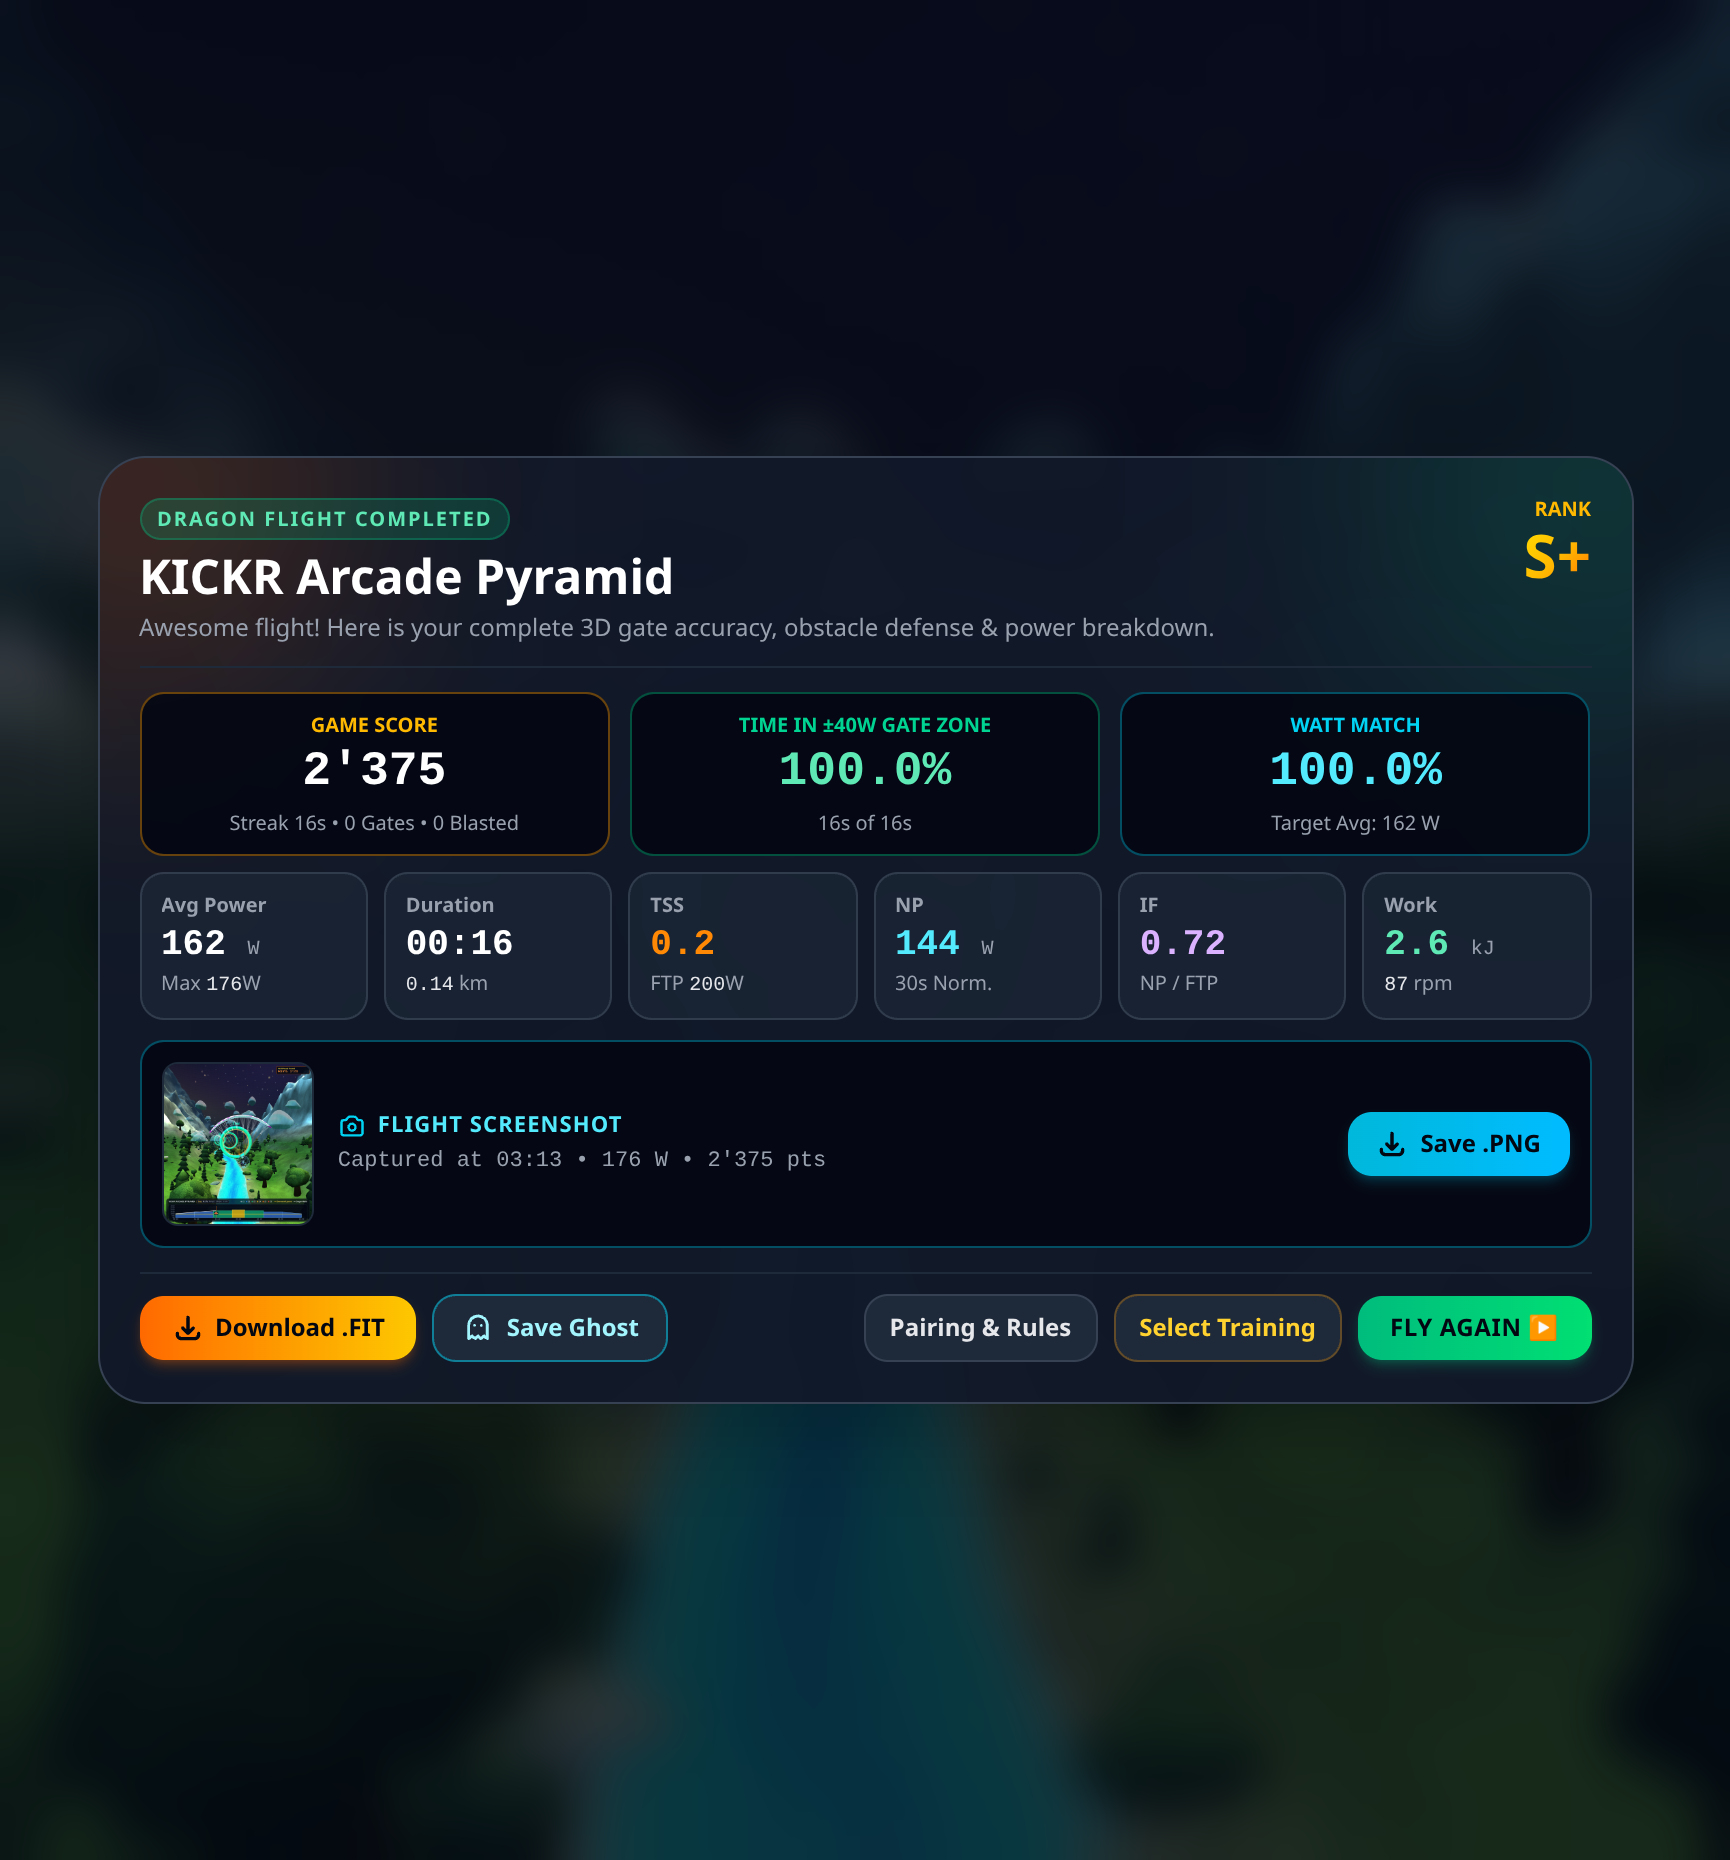 DRAGON FLIGHT COMPLETED
RANK
KICKR Arcade Pyramid
S+
Awesome flight! Here is your complete 3D gate accuracy, obstacle defense & power breakdown.
GAME SCORE
2'375
Streak 16s • 0 Gates • 0 Blasted
TIME IN ±40W GATE ZONE
100.0%
16s of 16s
WATT MATCH
100.0%
Target Avg: 162 W
Avg Power
162 W
Max 176W
Duration
00:16
0.14 km
TSS
0.2
FTP 200W
NP
144 W
30s Norm.
IF
0.72
NP / FTP
Work
2.6 kJ
87 rpm
FLIGHT SCREENSHOT
Captured at 03:13 • 176 W • 2'375 pts
Save .PNG
Download .FIT
Save Ghost
Pairing & Rules
Select Training
FLY AGAIN ▶️